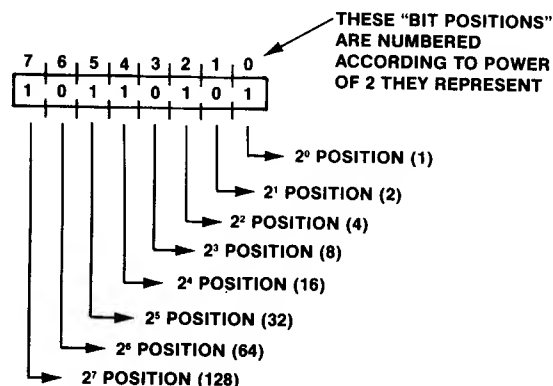 THESE “BIT POSITIONS”
ARE NUMBERED
ACCORDING TO POWER
OF 2 THEY REPRESENT
7 6 5 4 3 2 1 0
1 0 1 1 0 1 0 1
2⁰ POSITION (1)
2¹ POSITION (2)
2² POSITION (4)
2³ POSITION (8)
2⁴ POSITION (16)
2⁵ POSITION (32)
2⁶ POSITION (64)
2⁷ POSITION (128)